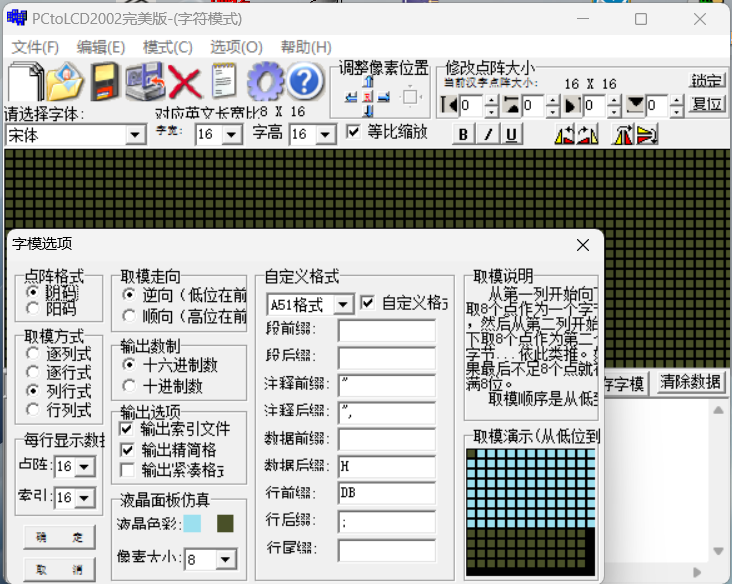 PCtoLCD2002完美版-(字符模式)
文件(F) 编辑(E) 模式(C) 选项(O) 帮助(H)
调整像素位置
修改点阵大小
当前汉字点阵大小: 16 X 16
锁定
0 0 0 0
复位
请选择字体: 对应英文长宽比8 X 16
宋体
字宽: 16 字高 16 等比缩放
B I U
字模选项
点阵格式
阴码
阳码
取模方式
逐列式
逐行式
列行式
行列式
每行显示数据
点阵: 16
索引: 16
确 定
取 消
取模走向
逆向(低位在前
顺向(高位在前
输出数制
十六进制数
十进制数
输出选项
输出索引文件
输出精简格
输出紧凑格式
液晶面板仿真
液晶色彩:
像素大小: 8
自定义格式
A51格式 自定义格式
段前缀:
段后缀:
注释前缀: "
注释后缀: ",
数据前缀:
数据后缀: H
行前缀: DB
行后缀: ;
行尾缀:
取模说明
从第一列开始向下
取8个点作为一个字节
,然后从第二列开始
下取8个点作为第二个
字节...依此类推。如
果最后不足8个点就补
满8位。
取模顺序是从低到
取模演示(从低位到
存字模
清除数据